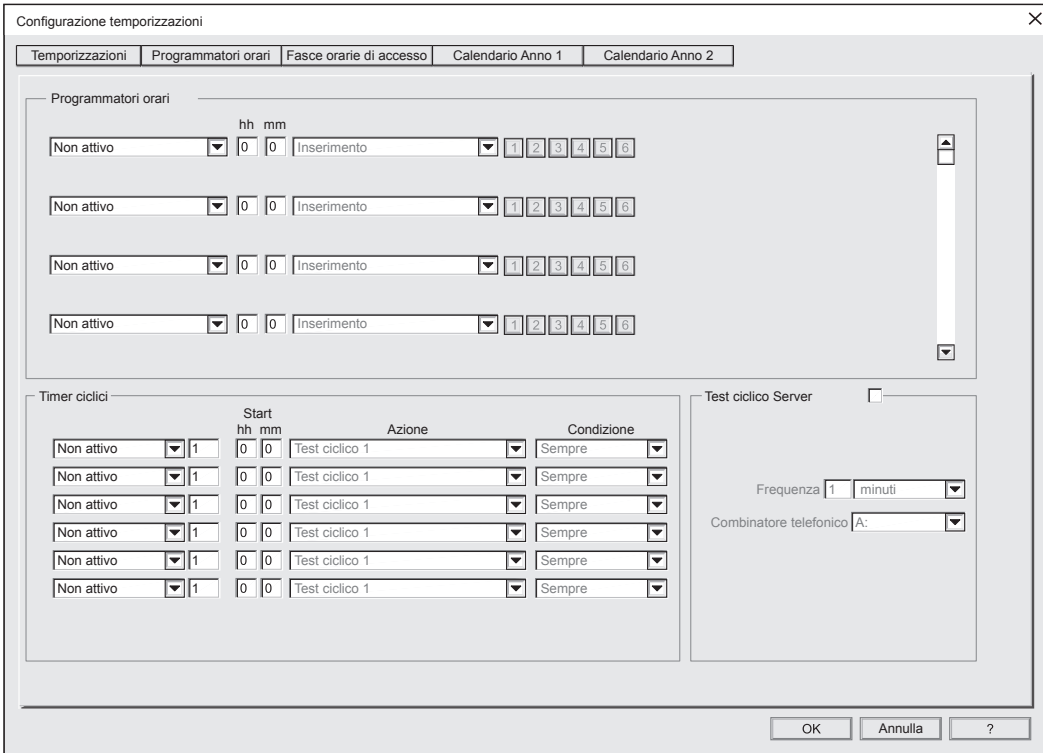 Configurazione temporizzazioni
Temporizzazioni Programmatori orari Fasce orarie di accesso Calendario Anno 1 Calendario Anno 2
Programmatori orari
hh mm
Non attivo 0 0 Inserimento 1 2 3 4 5 6
Non attivo 0 0 Inserimento 1 2 3 4 5 6
Non attivo 0 0 Inserimento 1 2 3 4 5 6
Non attivo 0 0 Inserimento 1 2 3 4 5 6
Timer ciclici
Start
hh mm Azione Condizione
Non attivo 1 0 0 Test ciclico 1 Sempre
Non attivo 1 0 0 Test ciclico 1 Sempre
Non attivo 1 0 0 Test ciclico 1 Sempre
Non attivo 1 0 0 Test ciclico 1 Sempre
Non attivo 1 0 0 Test ciclico 1 Sempre
Non attivo 1 0 0 Test ciclico 1 Sempre
Test ciclico Server
Frequenza 1 minuti
Combinatore telefonico A:
OK Annulla ?